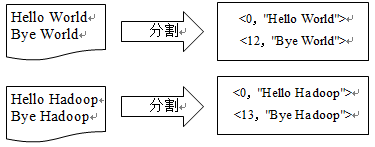 Hello World↵
Bye World↵
分割↵
<0, "Hello World">↵
<12, "Bye World">↵
Hello Hadoop↵
Bye Hadoop↵
分割↵
<0, "Hello Hadoop">↵
<13, "Bye Hadoop">↵